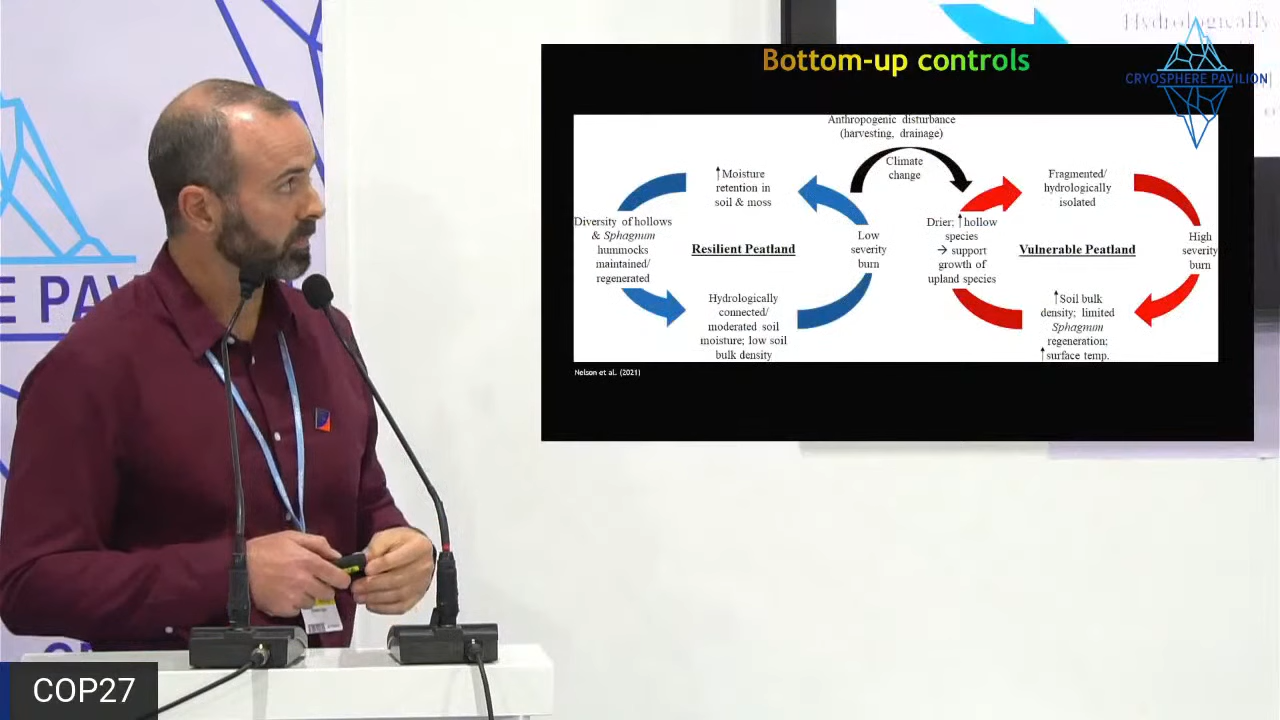 Hydrologically
Bottom-up controls
CRYOSPHERE PAVILION
Anthropogenic disturbance
(harvesting, drainage)
Climate
change
↑Moisture
retention in
soil & moss
Diversity of hollows
& Sphagnum
hummocks
maintained/
regenerated
Resilient Peatland
Low
severity
burn
Hydrologically
connected/
moderated soil
moisture; low soil
bulk density
Drier; ↑hollow
species
→ support
growth of
upland species
Fragmented/
hydrologically
isolated
Vulnerable Peatland
High
severity
burn
↑Soil bulk
density; limited
Sphagnum
regeneration;
↑surface temp.
Nelson et al. (2021)
E PA
COP27